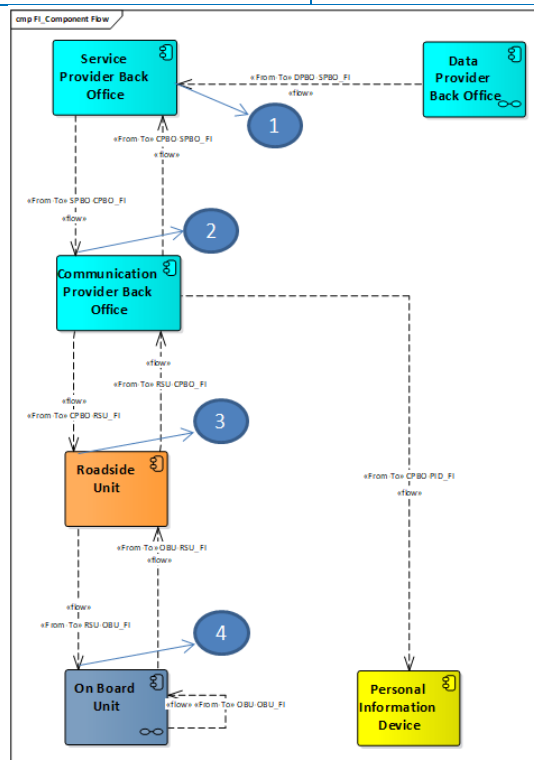 cmp FI_Component Flow
Service
Provider Back
Office
Data
Provider
Back Office
«From To» DPBO-SPBO_FI
«flow»
1
«From To» CPBO-SPBO_FI
«flow»
«From To» SPBO-CPBO_FI
«flow»
2
Communication
Provider Back
Office
«flow»
«From To» RSU-CPBO_FI
«From To» CPBO-RSU_FI
«flow»
3
Roadside
Unit
«From To» CPBO-PID_FI
«flow»
«From To» OBU-RSU_FI
«flow»
«flow»
«From To» RSU-OBU_FI
4
On Board
Unit
«flow» «From To» OBU-OBU_FI
Personal
Information
Device